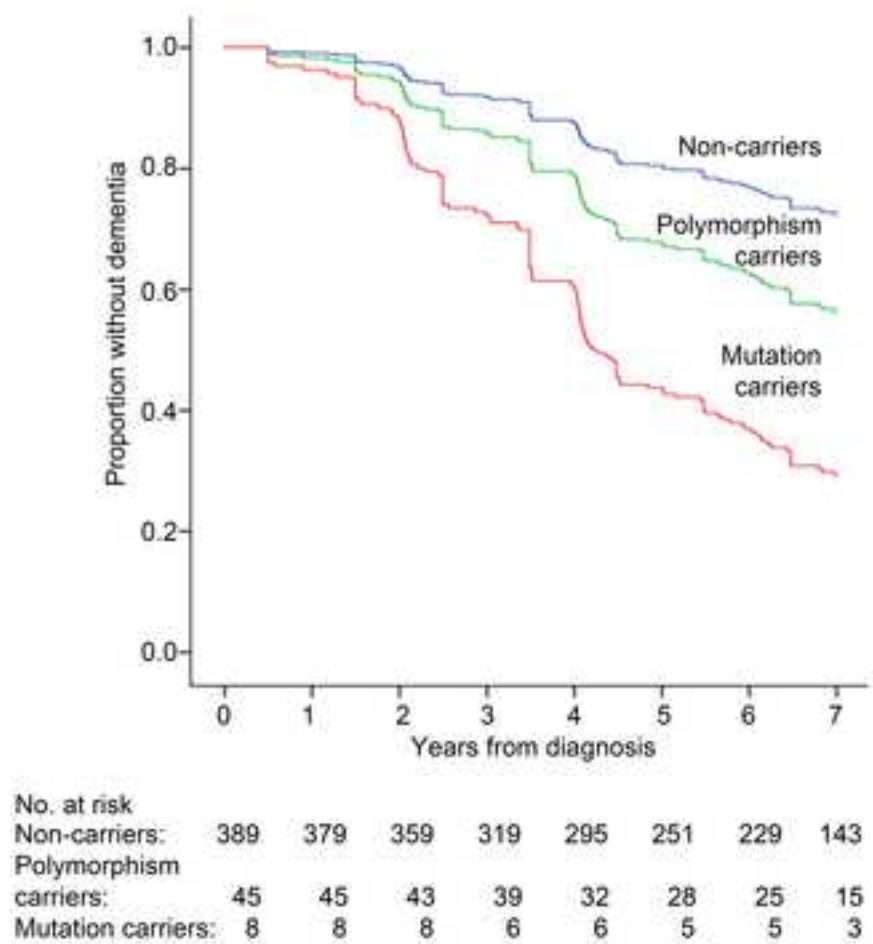 1.0
0.8
0.6
0.4
0.2
0.0
Proportion without dementia
Non-carriers
Polymorphism
carriers
Mutation
carriers
0 1 2 3 4 5 6 7
Years from diagnosis
No. at risk
Non-carriers: 389 379 359 319 295 251 229 143
Polymorphism
carriers: 45 45 43 39 32 28 25 15
Mutation carriers: 8 8 8 6 6 5 5 3